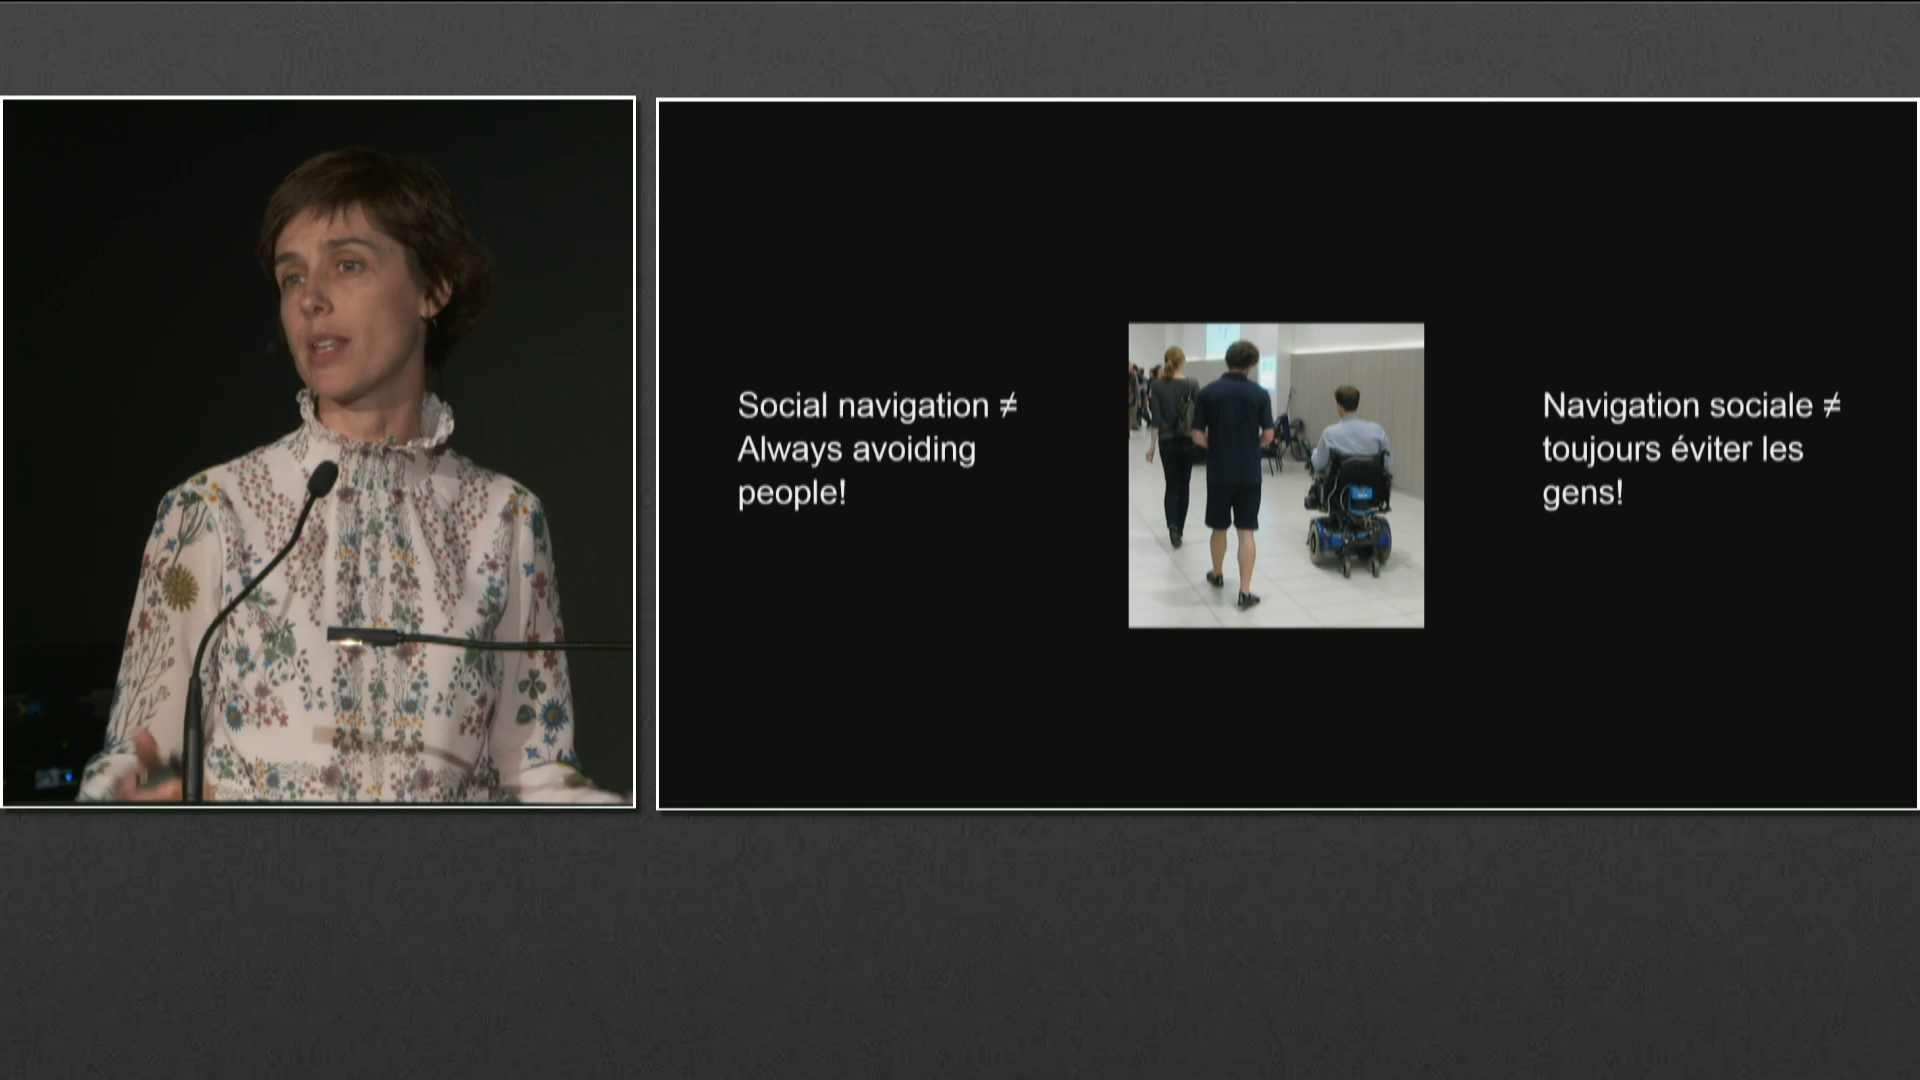 Social navigation ≠
Always avoiding
people!
Navigation sociale ≠
toujours éviter les
gens!